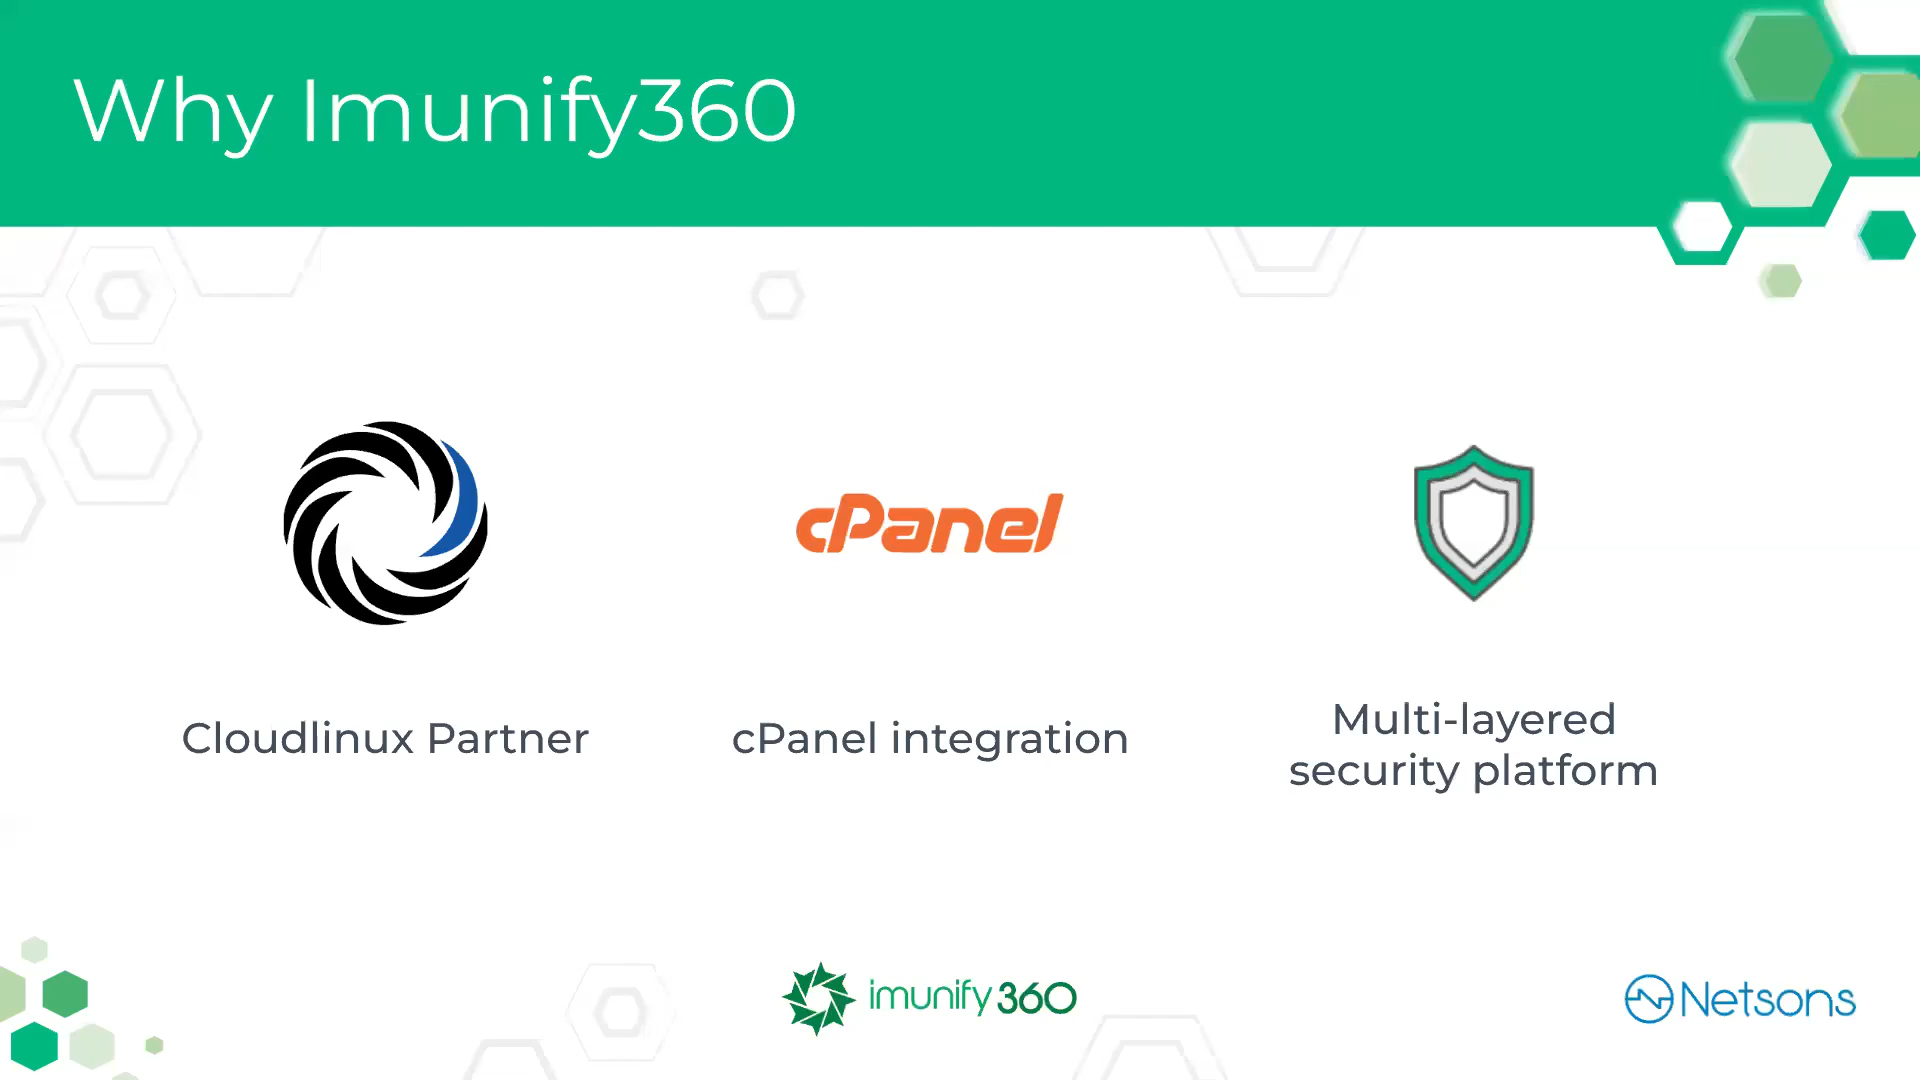 Why Imunify360
cPanel
Cloudlinux Partner
cPanel integration
Multi-layered
security platform
imunify360
Netsons